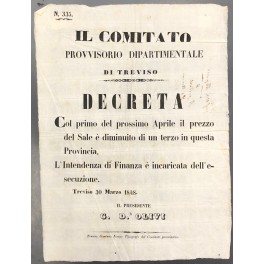 N. 335.
IL COMITATO
PROVVISORIO DIPARTIMENTALE
DI TREVISO
DECRETA
Col primo del prossimo Aprile il prezzo
del Sale è diminuito di un terzo in questa
Provincia,
L'Intendenza di Finanza è incaricata dell'e-
secuzione.
Treviso 30 Marzo 1848.
IL PRESIDENTE
G. D.r OLIVI